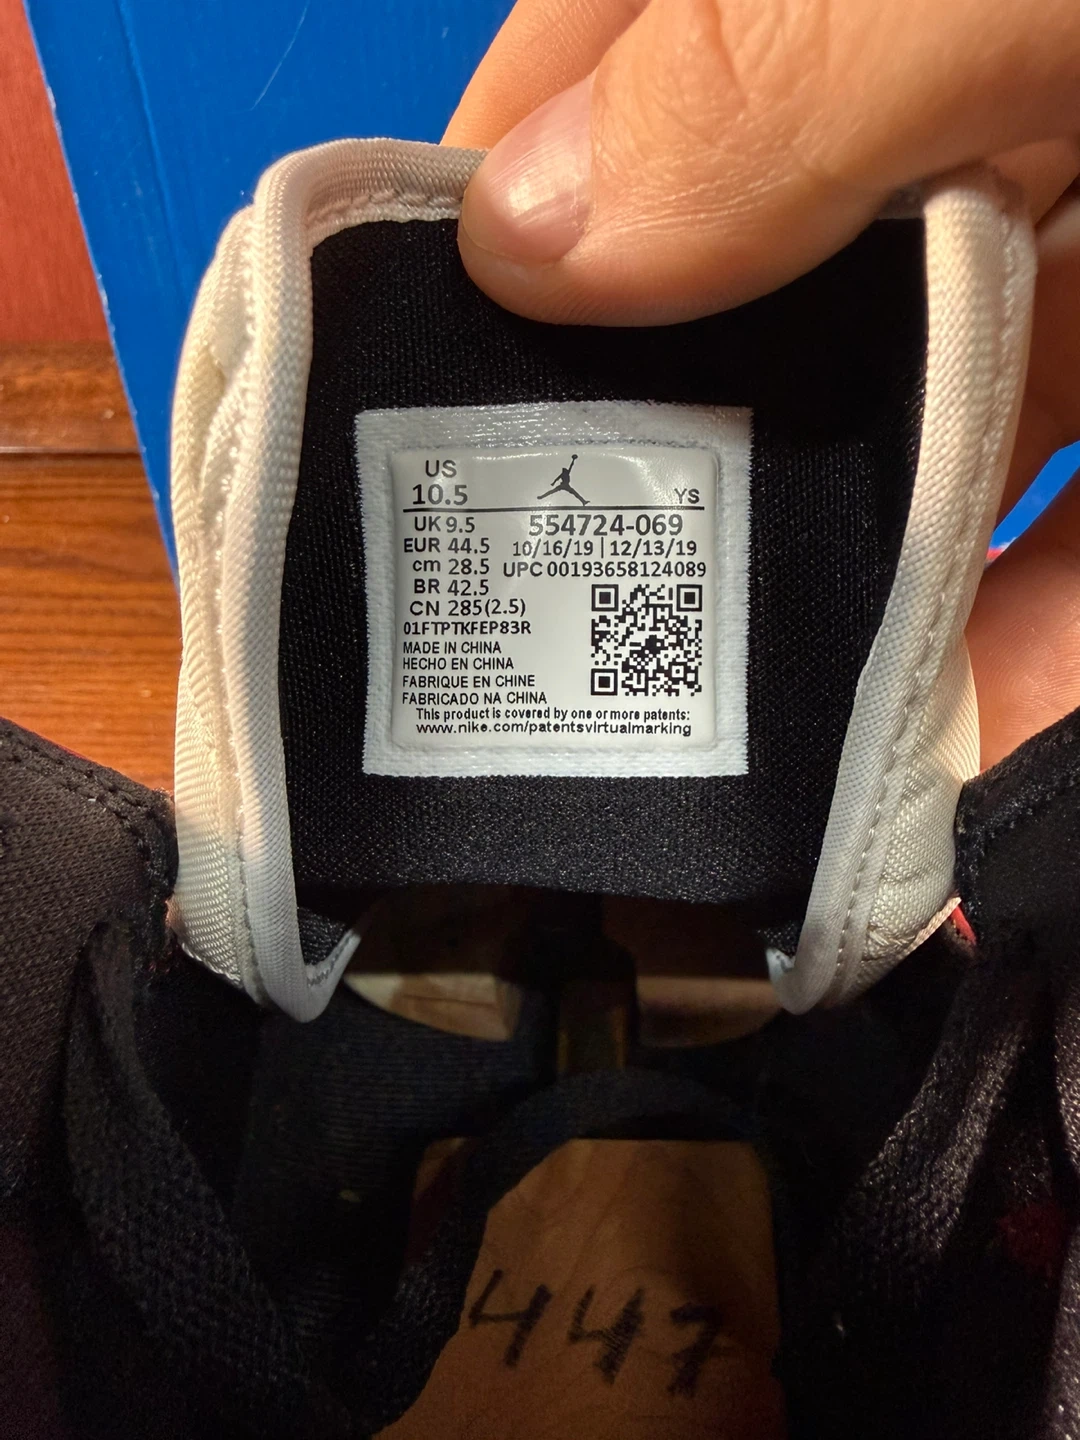 US
10.5
YS
UK 9.5
554724-069
EUR 44.5
10/16/19 | 12/13/19
cm 28.5
UPC 00193658124089
BR 42.5
CN 285(2.5)
01FTPTKFEP83R
MADE IN CHINA
HECHO EN CHINA
FABRIQUE EN CHINE
FABRICADO NA CHINA
This product is covered by one or more patents:
www.nike.com/patentsvirtualmarking
447